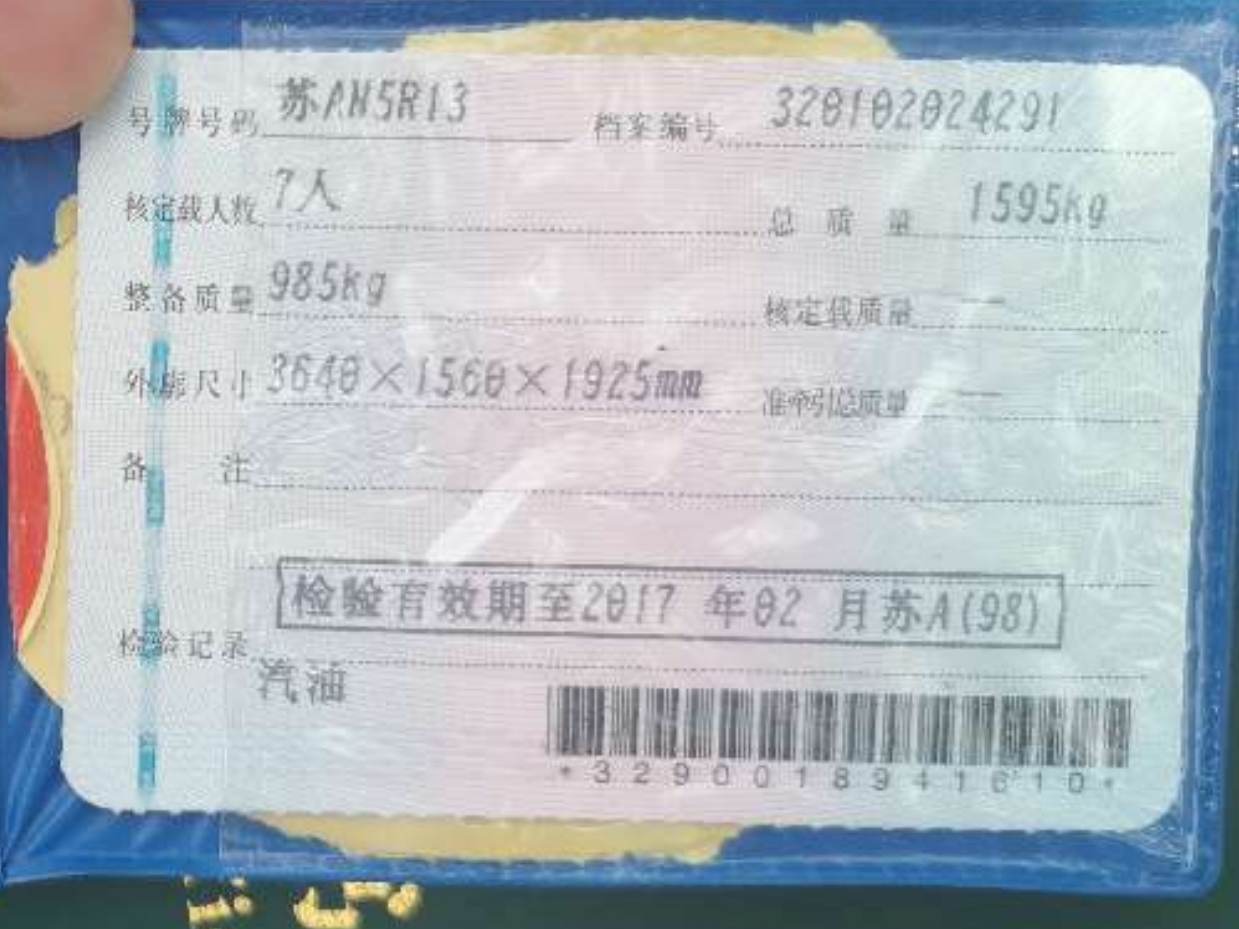 号牌号码 苏AN5R13 档案编号 320102024291
核定载人数 7人 总质量 1595kg
整备质量 985kg 核定载质量 —
外廓尺寸 3640×1560×1925mm 准牵引总质量 —
备注
检验有效期至2017 年02 月苏A(98)
检验记录
汽油
*3290018941610*